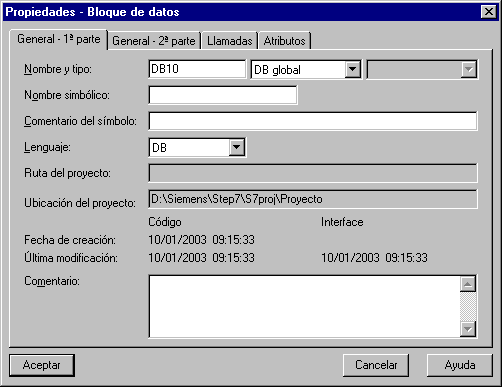 Propiedades - Bloque de datos
General - 1ª parte General - 2ª parte Llamadas Atributos
Nombre y tipo: DB10 DB global
Nombre simbólico:
Comentario del símbolo:
Lenguaje: DB
Ruta del proyecto:
Ubicación del proyecto: D:\Siemens\Step7\S7proj\Proyecto
Código Interface
Fecha de creación: 10/01/2003 09:15:33
Última modificación: 10/01/2003 09:15:33 10/01/2003 09:15:33
Comentario:
Aceptar Cancelar Ayuda